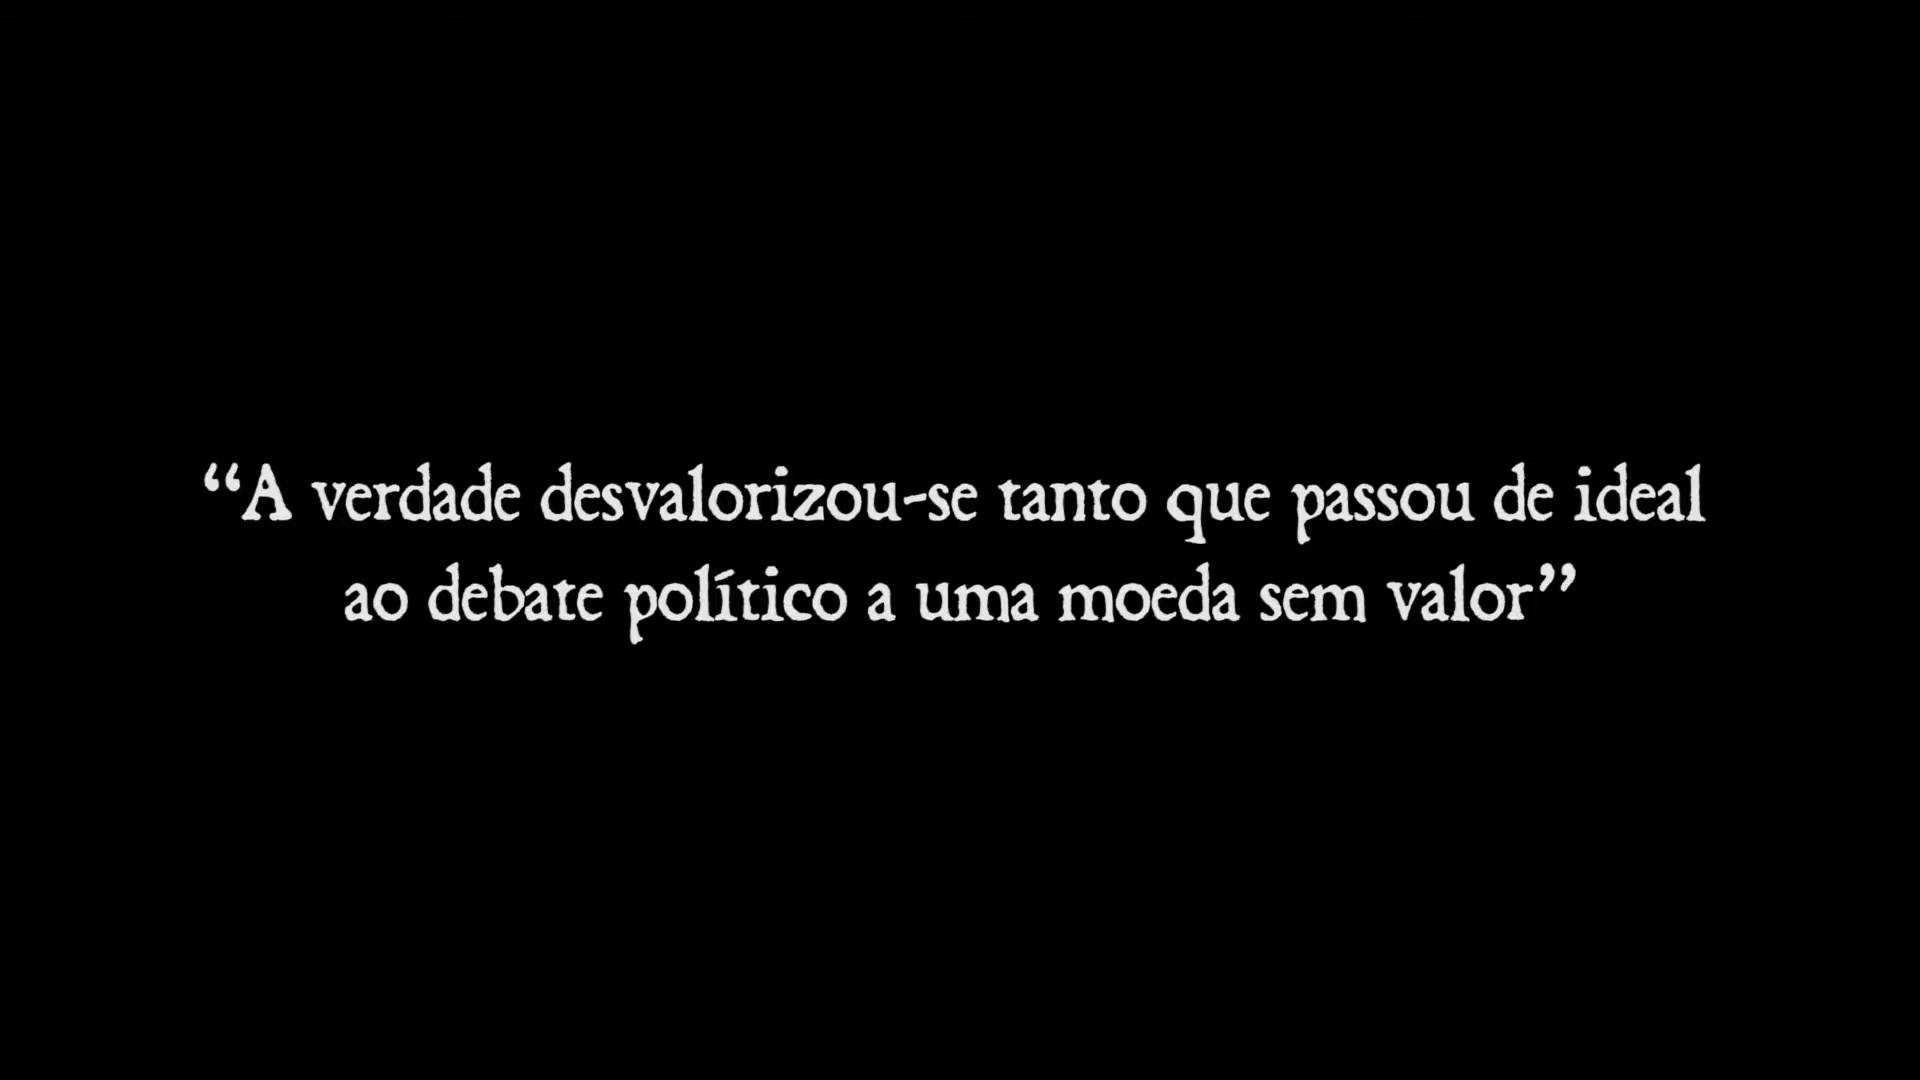 “A verdade desvalorizou-se tanto que passou de ideal
ao debate político a uma moeda sem valor”